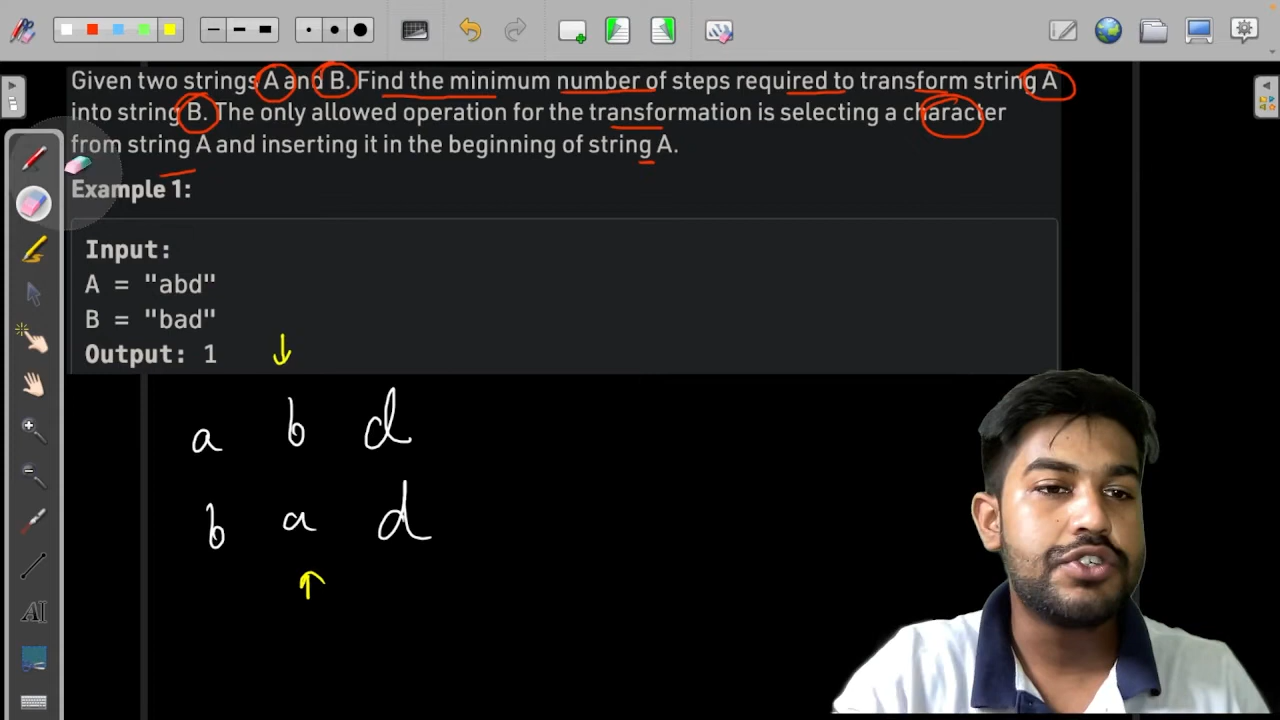 Given two strings A and B. Find the minimum number of steps required to transform string A
into string B. The only allowed operation for the transformation is selecting a character
from string A and inserting it in the beginning of string A.
Example 1:
Input:
A = "abd"
B = "bad"
Output: 1
a b d
b a d
AI